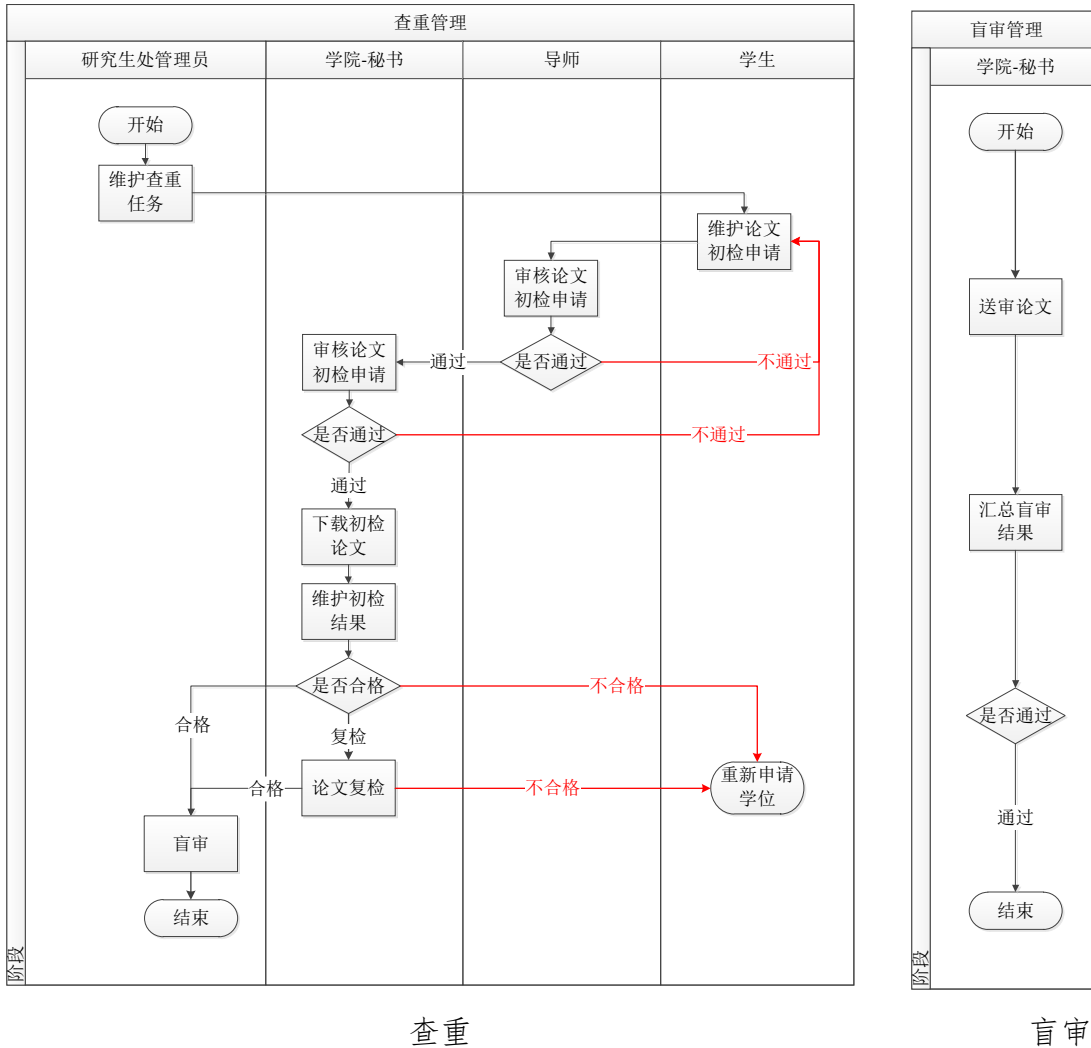 查重管理
研究生处管理员
学院-秘书
导师
学生
开始
维护查重
任务
维护论文
初检申请
审核论文
初检申请
是否通过
不通过
通过
审核论文
初检申请
是否通过
不通过
通过
下载初检
论文
维护初检
结果
是否合格
不合格
合格
复检
论文复检
合格
不合格
重新申请
学位
盲审
结束
阶段
查重
盲审管理
学院-秘书
开始
送审论文
汇总盲审
结果
是否通过
通过
结束
阶段
盲审